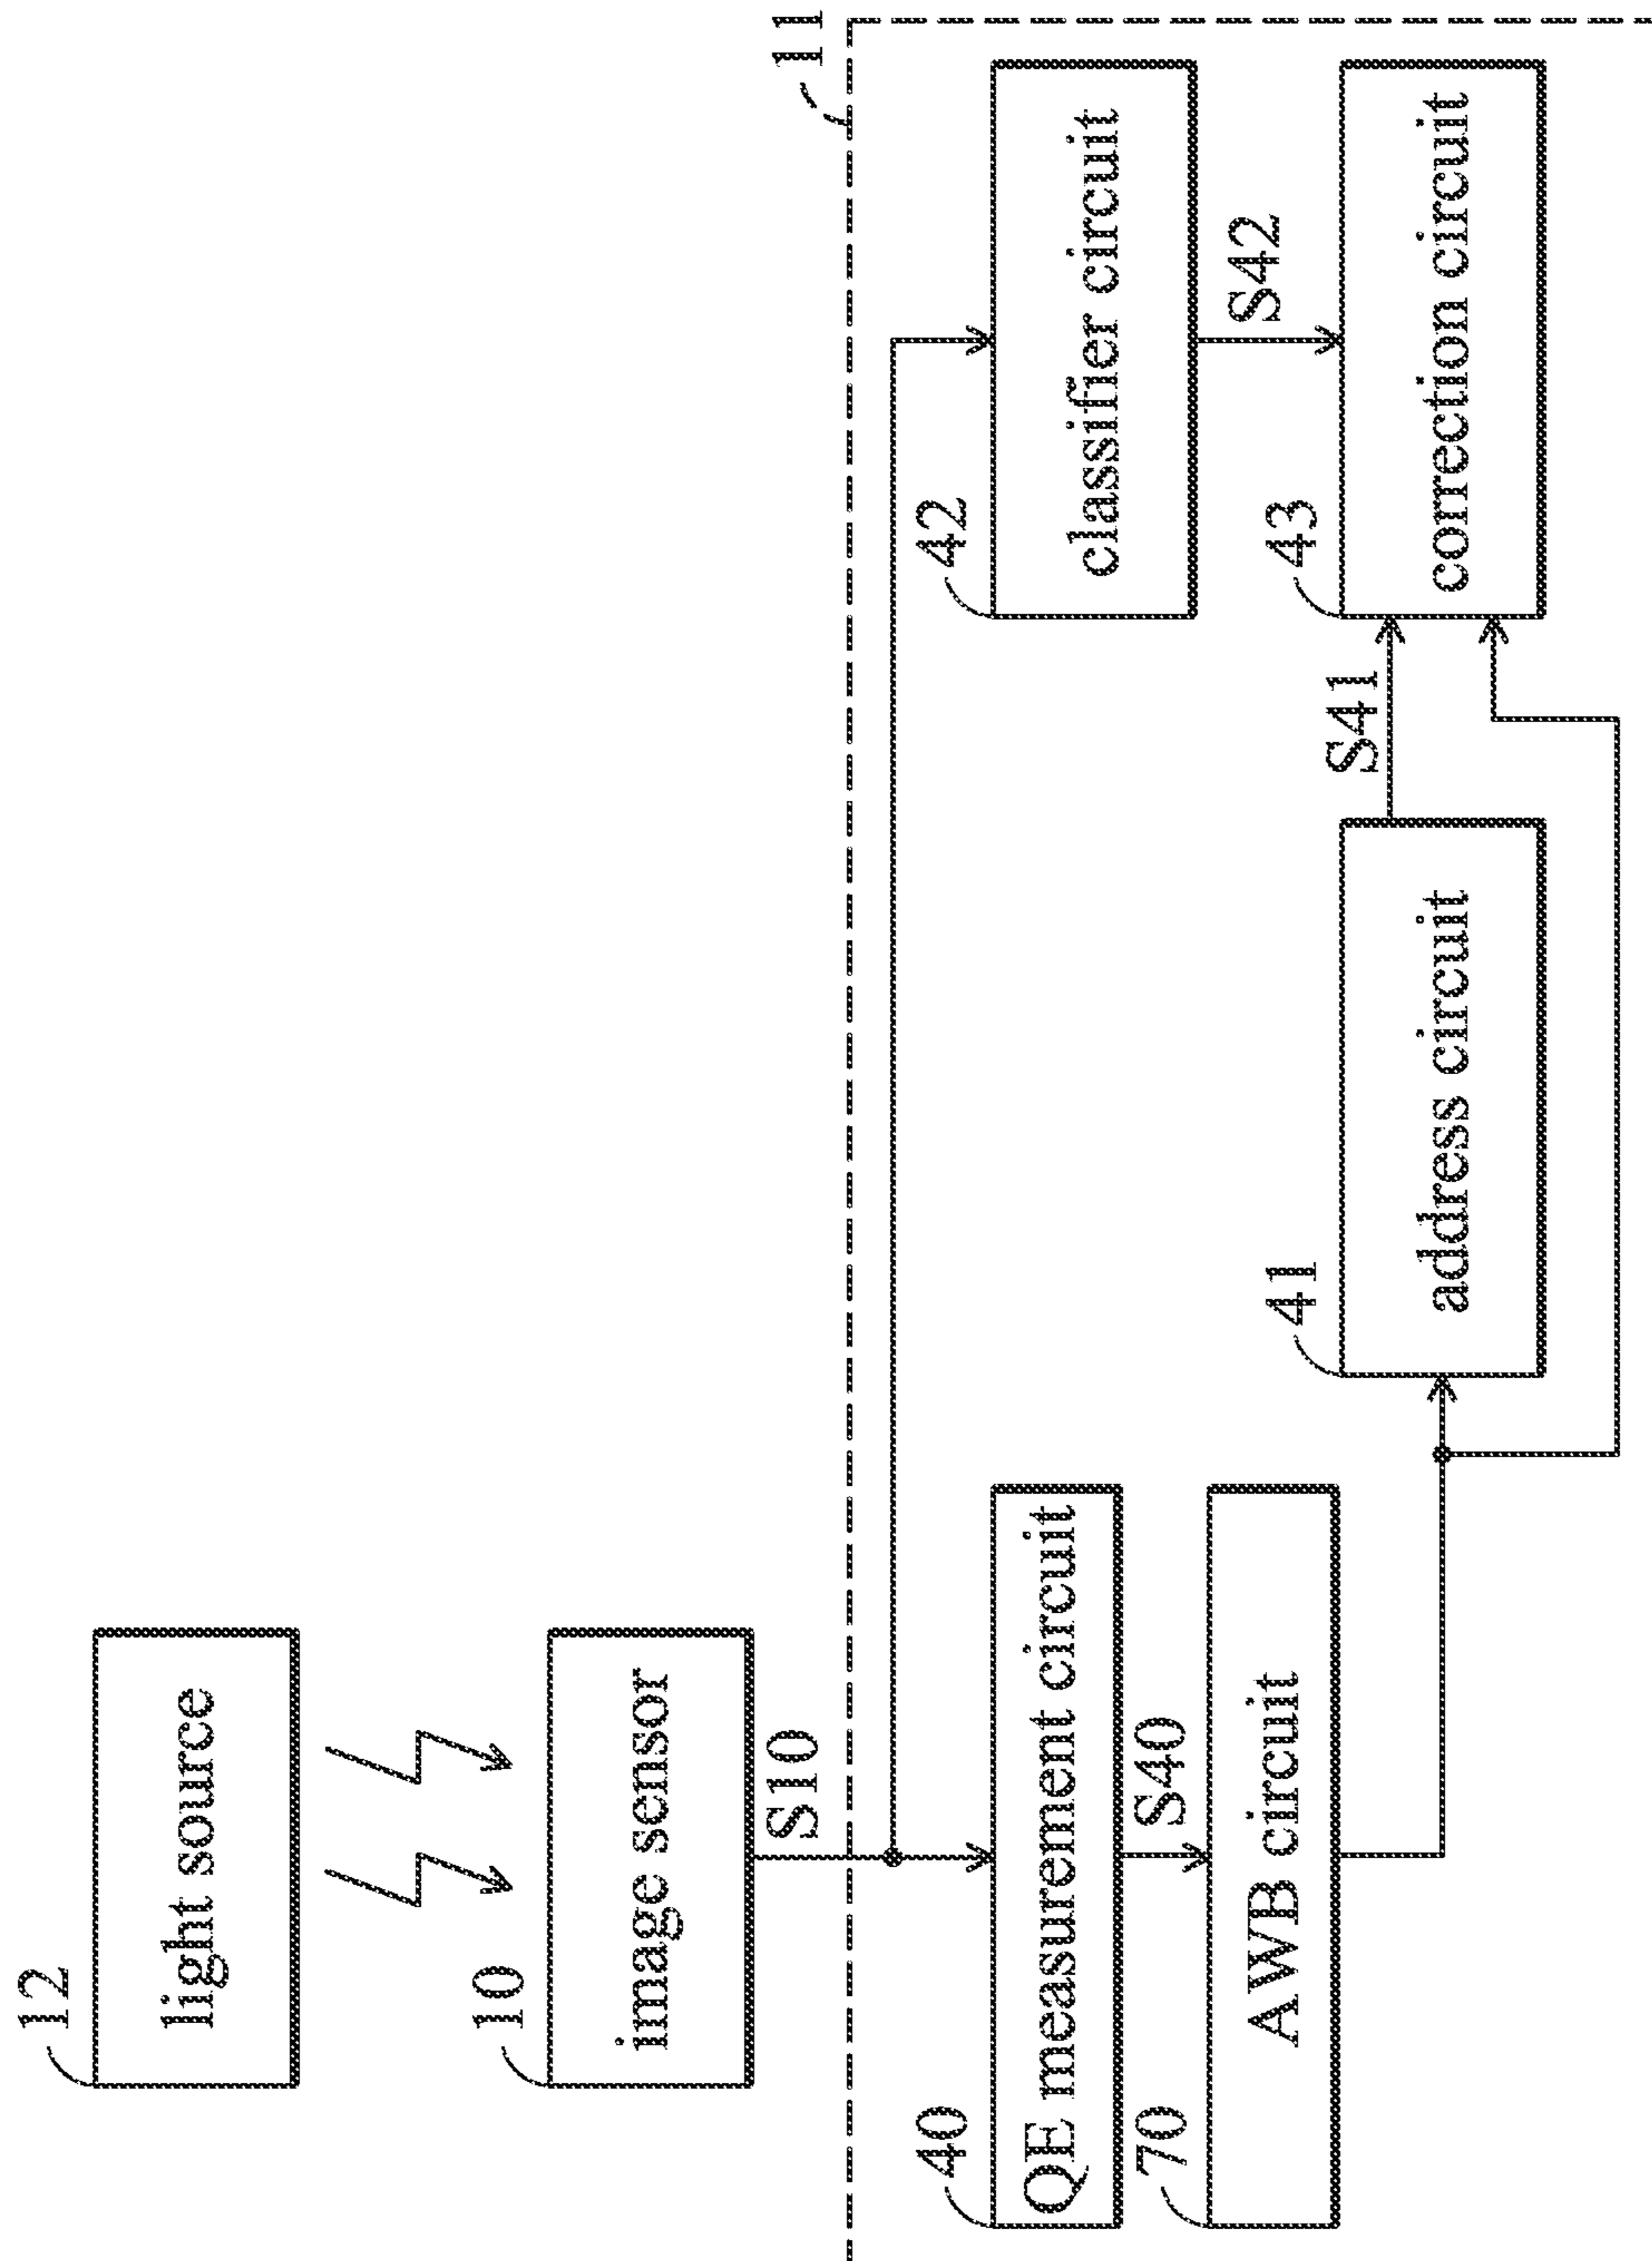 12
light source
10
image sensor
S10
11
40
QE measurement circuit
42
classifier circuit
S40
S42
70
AWB circuit
41
address circuit
S41
43
correction circuit